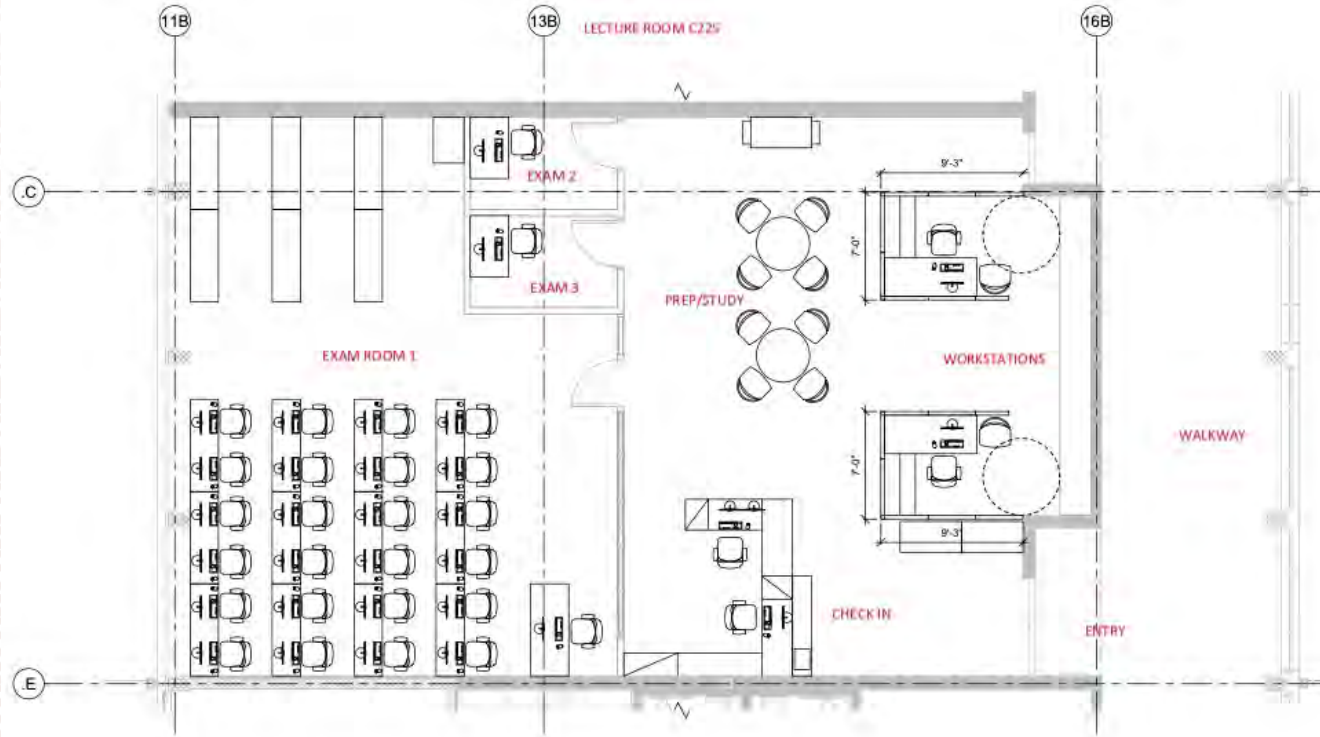 11B
13B
16B
LECTURE ROOM C225
EXAM 2
9'-3"
.C
7'-0"
EXAM 3
PREP/STUDY
EXAM ROOM 1
WORKSTATIONS
WALKWAY
7'-0"
9'-3"
CHECK IN
ENTRY
.E